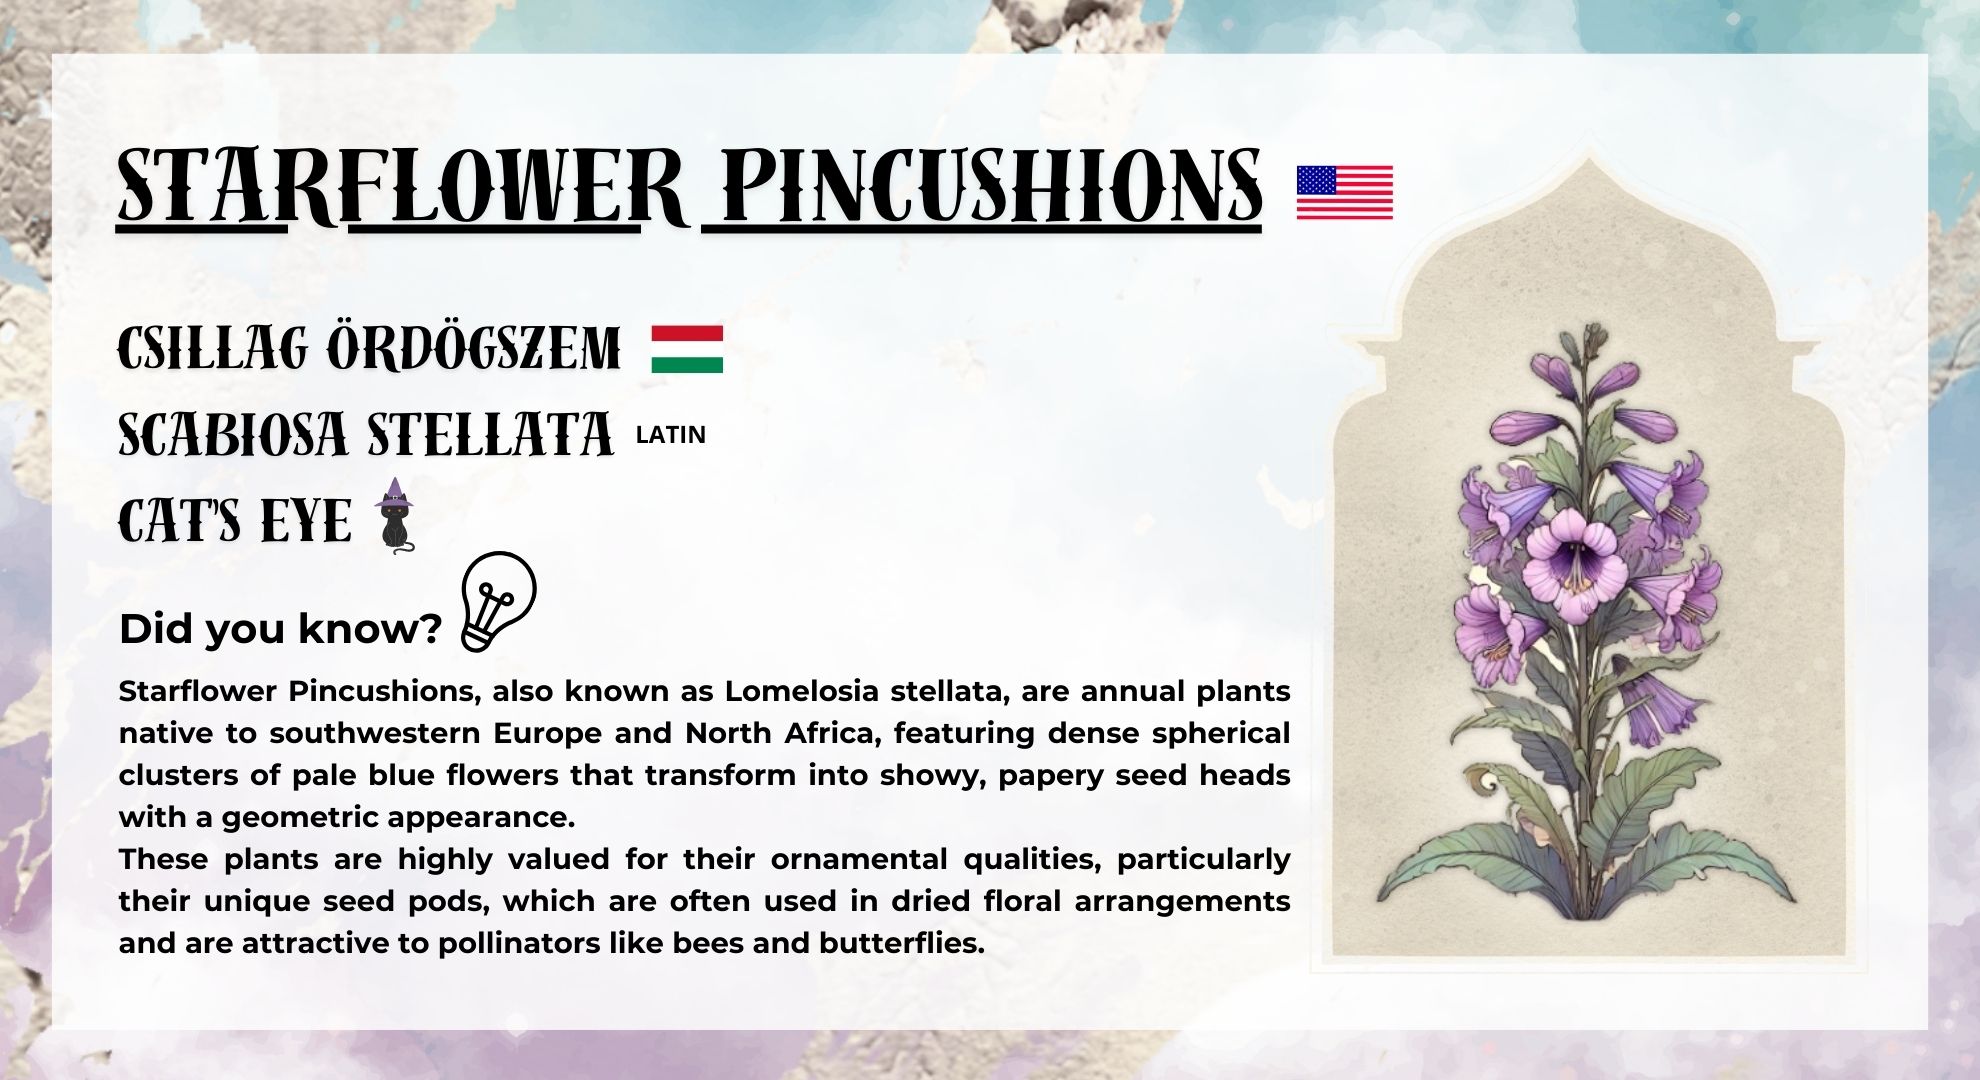 STARFLOWER PINCUSHIONS
CSILLAG ÖRDÖGSZEM
SCABIOSA STELLATA LATIN
CAT'S EYE
Did you know?
Starflower Pincushions, also known as Lomelosia stellata, are annual plants
native to southwestern Europe and North Africa, featuring dense spherical
clusters of pale blue flowers that transform into showy, papery seed heads
with a geometric appearance.
These plants are highly valued for their ornamental qualities, particularly
their unique seed pods, which are often used in dried floral arrangements
and are attractive to pollinators like bees and butterflies.